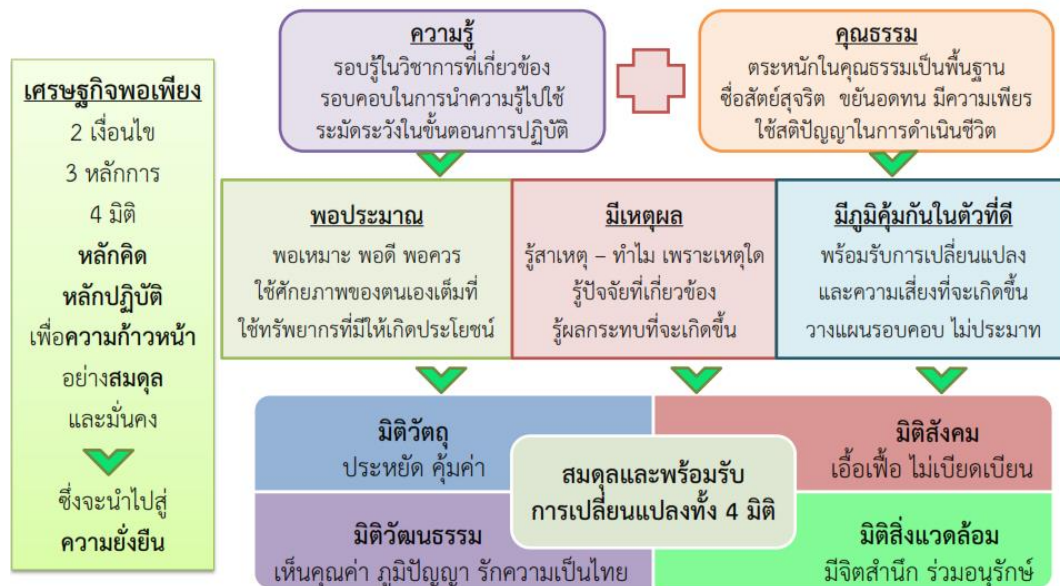 เศรษฐกิจพอเพียง
2 เงื่อนไข
3 หลักการ
4 มิติ
หลักคิด
หลักปฏิบัติ
เพื่อความก้าวหน้า
อย่างสมดุล
และมั่นคง
ซึ่งจะนำไปสู่
ความยั่งยืน
ความรู้
รอบรู้ในวิชาการที่เกี่ยวข้อง
รอบคอบในการนำความรู้ไปใช้
ระมัดระวังในขั้นตอนการปฏิบัติ
คุณธรรม
ตระหนักในคุณธรรมเป็นพื้นฐาน
ซื่อสัตย์สุจริต ขยันอดทน มีความเพียร
ใช้สติปัญญาในการดำเนินชีวิต
พอประมาณ
พอเหมาะ พอดี พอควร
ใช้ศักยภาพของตนเองเต็มที่
ใช้ทรัพยากรที่มีให้เกิดประโยชน์
มีเหตุผล
รู้สาเหตุ – ทำไม เพราะเหตุใด
รู้ปัจจัยที่เกี่ยวข้อง
รู้ผลกระทบที่จะเกิดขึ้น
มีภูมิคุ้มกันในตัวที่ดี
พร้อมรับการเปลี่ยนแปลง
และความเสี่ยงที่จะเกิดขึ้น
วางแผนรอบคอบ ไม่ประมาท
มิติวัตถุ
ประหยัด คุ้มค่า
มิติสังคม
เอื้อเฟื้อ ไม่เบียดเบียน
สมดุลและพร้อมรับ
การเปลี่ยนแปลงทั้ง 4 มิติ
มิติวัฒนธรรม
เห็นคุณค่า ภูมิปัญญา รักความเป็นไทย
มิติสิ่งแวดล้อม
มีจิตสำนึก ร่วมอนุรักษ์